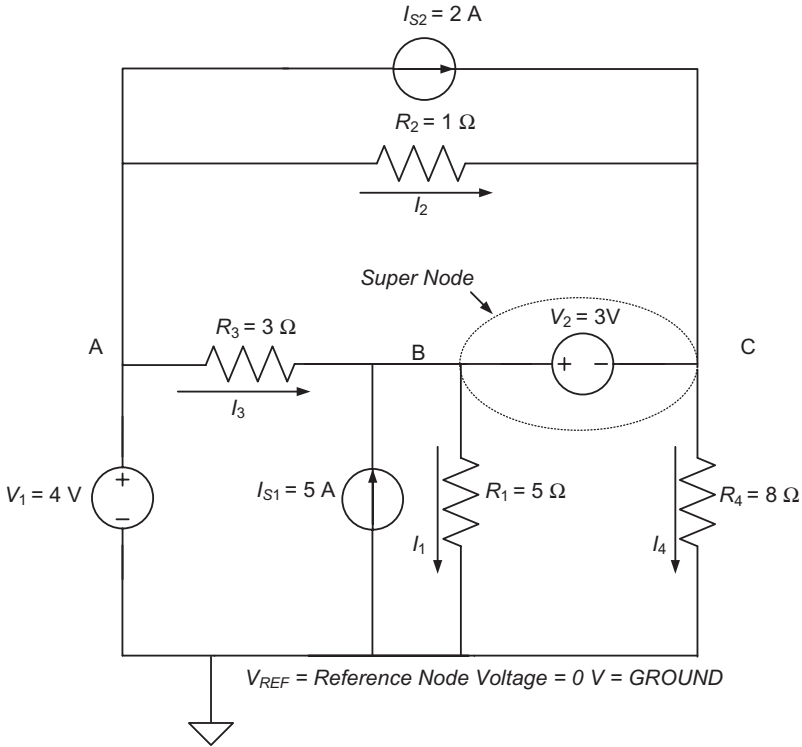 I_S2 = 2 A
R_2 = 1 Ω
I_2
Super Node
V_2 = 3V
R_3 = 3 Ω
A
B
C
I_3
+ −
V_1 = 4 V
+
−
I_S1 = 5 A
R_1 = 5 Ω
R_4 = 8 Ω
I_1
I_4
V_REF = Reference Node Voltage = 0 V = GROUND